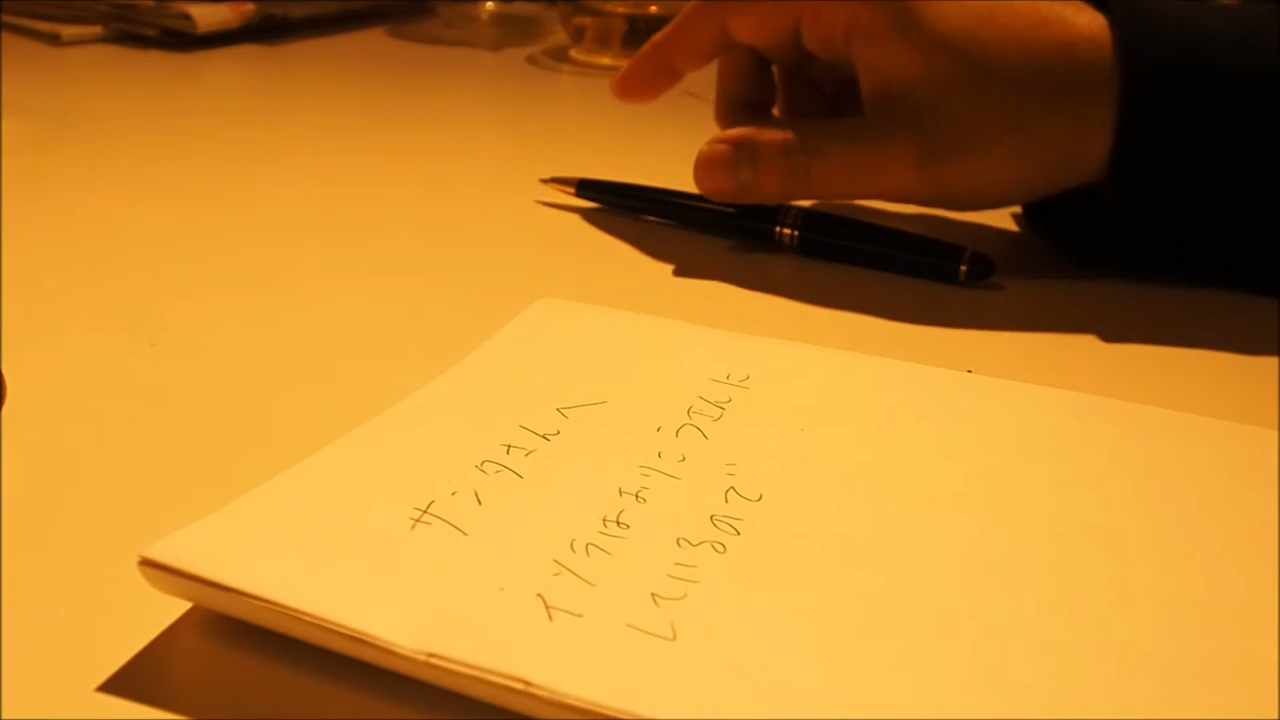 サンタさんへ
イソラはおりこうさんに
しているので